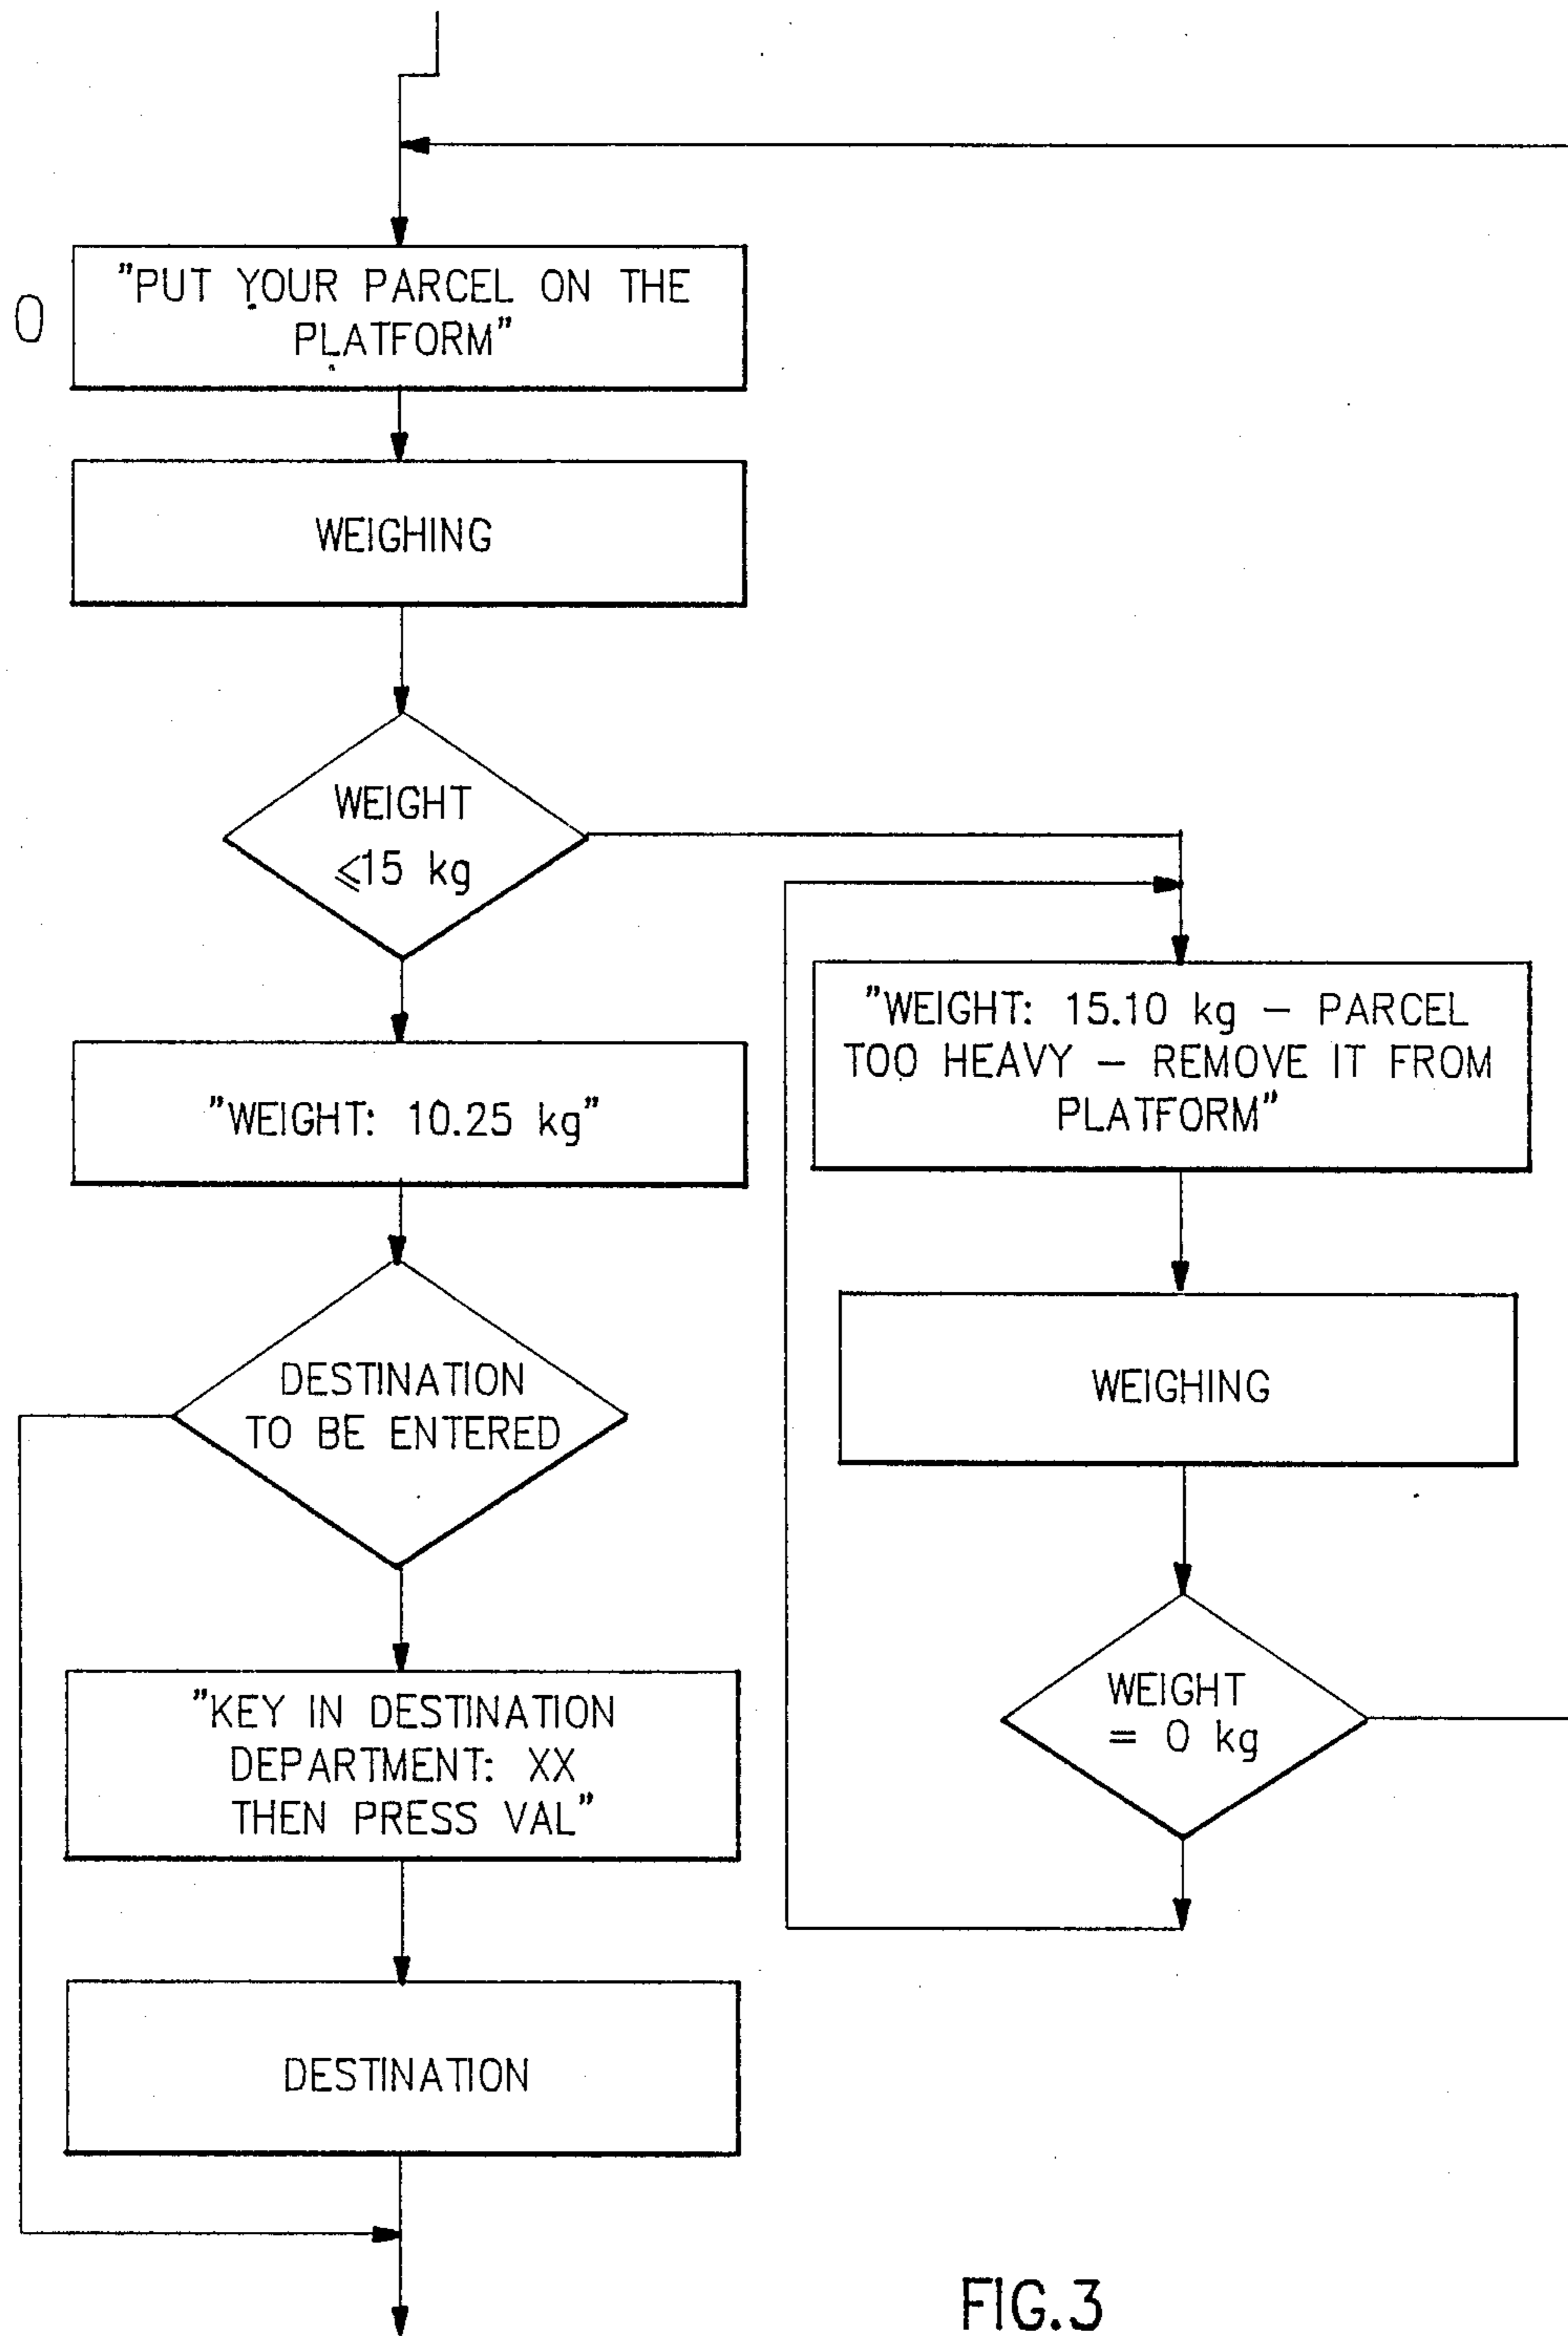 O
"PUT YOUR PARCEL ON THE
PLATFORM"
WEIGHING
WEIGHT
⩽15 kg
"WEIGHT: 10.25 kg"
DESTINATION
TO BE ENTERED
"KEY IN DESTINATION
DEPARTMENT: XX
THEN PRESS VAL"
DESTINATION
"WEIGHT: 15.10 kg – PARCEL
TOO HEAVY – REMOVE IT FROM
PLATFORM"
WEIGHING
WEIGHT
= 0 kg
FIG.3